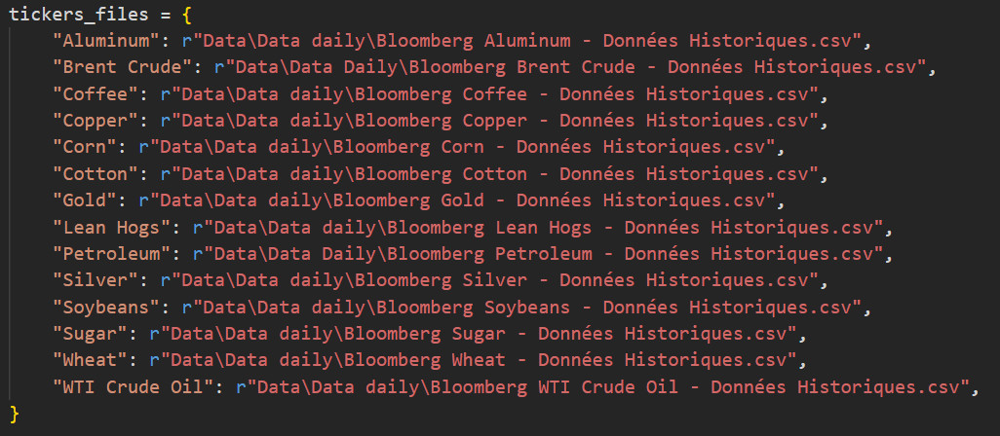 tickers_files = {
    "Aluminum": r"Data\Data daily\Bloomberg Aluminum - Données Historiques.csv",
    "Brent Crude": r"Data\Data Daily\Bloomberg Brent Crude - Données Historiques.csv",
    "Coffee": r"Data\Data daily\Bloomberg Coffee - Données Historiques.csv",
    "Copper": r"Data\Data daily\Bloomberg Copper - Données Historiques.csv",
    "Corn": r"Data\Data daily\Bloomberg Corn - Données Historiques.csv",
    "Cotton": r"Data\Data daily\Bloomberg Cotton - Données Historiques.csv",
    "Gold": r"Data\Data daily\Bloomberg Gold - Données Historiques.csv",
    "Lean Hogs": r"Data\Data daily\Bloomberg Lean Hogs - Données Historiques.csv",
    "Petroleum": r"Data\Data Daily\Bloomberg Petroleum - Données Historiques.csv",
    "Silver": r"Data\Data daily\Bloomberg Silver - Données Historiques.csv",
    "Soybeans": r"Data\Data daily\Bloomberg Soybeans - Données Historiques.csv",
    "Sugar": r"Data\Data daily\Bloomberg Sugar - Données Historiques.csv",
    "Wheat": r"Data\Data daily\Bloomberg Wheat - Données Historiques.csv",
    "WTI Crude Oil": r"Data\Data daily\Bloomberg WTI Crude Oil - Données Historiques.csv",
}